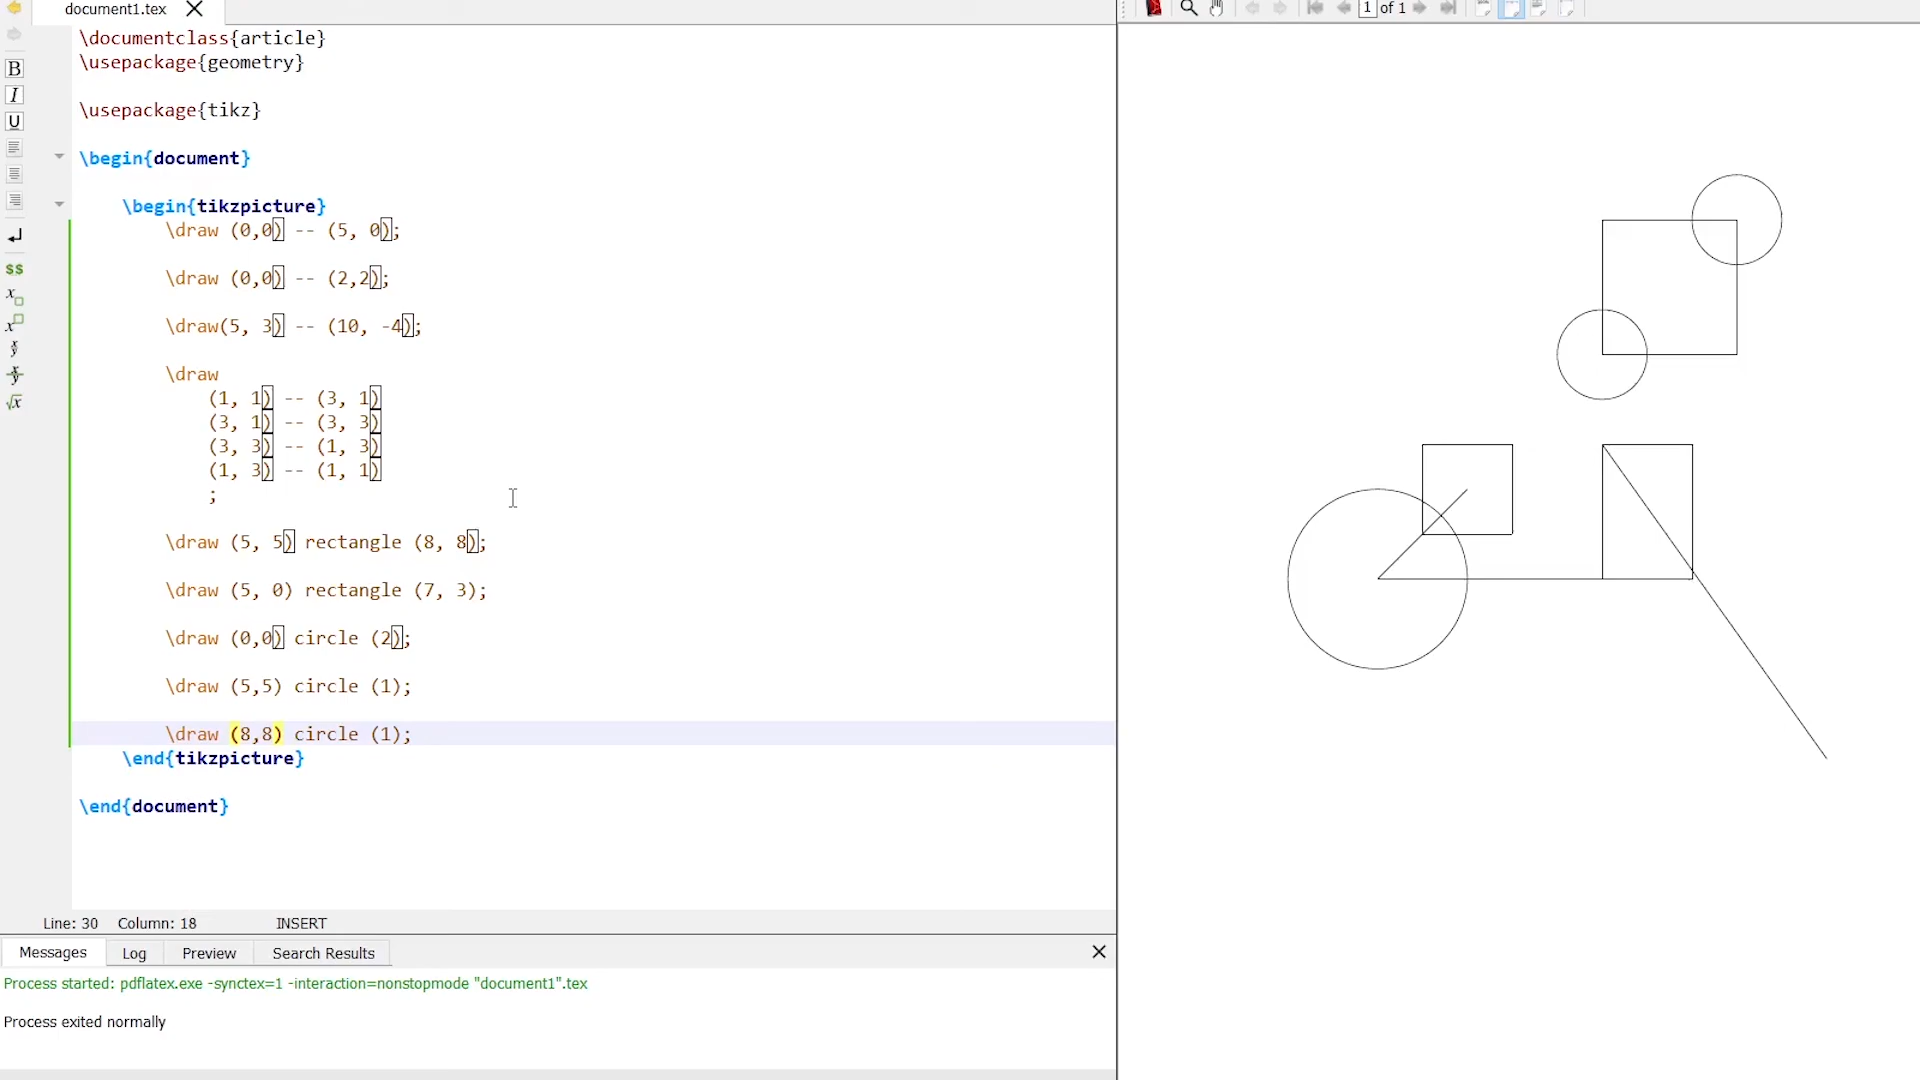 document1.tex
1 of 1
\documentclass{article}
\usepackage{geometry}
\usepackage{tikz}
\begin{document}
\begin{tikzpicture}
\draw (0,0) -- (5, 0);
\draw (0,0) -- (2,2);
\draw(5, 3) -- (10, -4);
\draw
(1, 1) -- (3, 1)
(3, 1) -- (3, 3)
(3, 3) -- (1, 3)
(1, 3) -- (1, 1)
;
\draw (5, 5) rectangle (8, 8);
\draw (5, 0) rectangle (7, 3);
\draw (0,0) circle (2);
\draw (5,5) circle (1);
\draw (8,8) circle (1);
\end{tikzpicture}
\end{document}
B
I
U
$$
x
x
x/y
x/y
√x
Line: 30 Column: 18 INSERT
Messages Log Preview Search Results
Process started: pdflatex.exe -synctex=1 -interaction=nonstopmode "document1".tex
Process exited normally